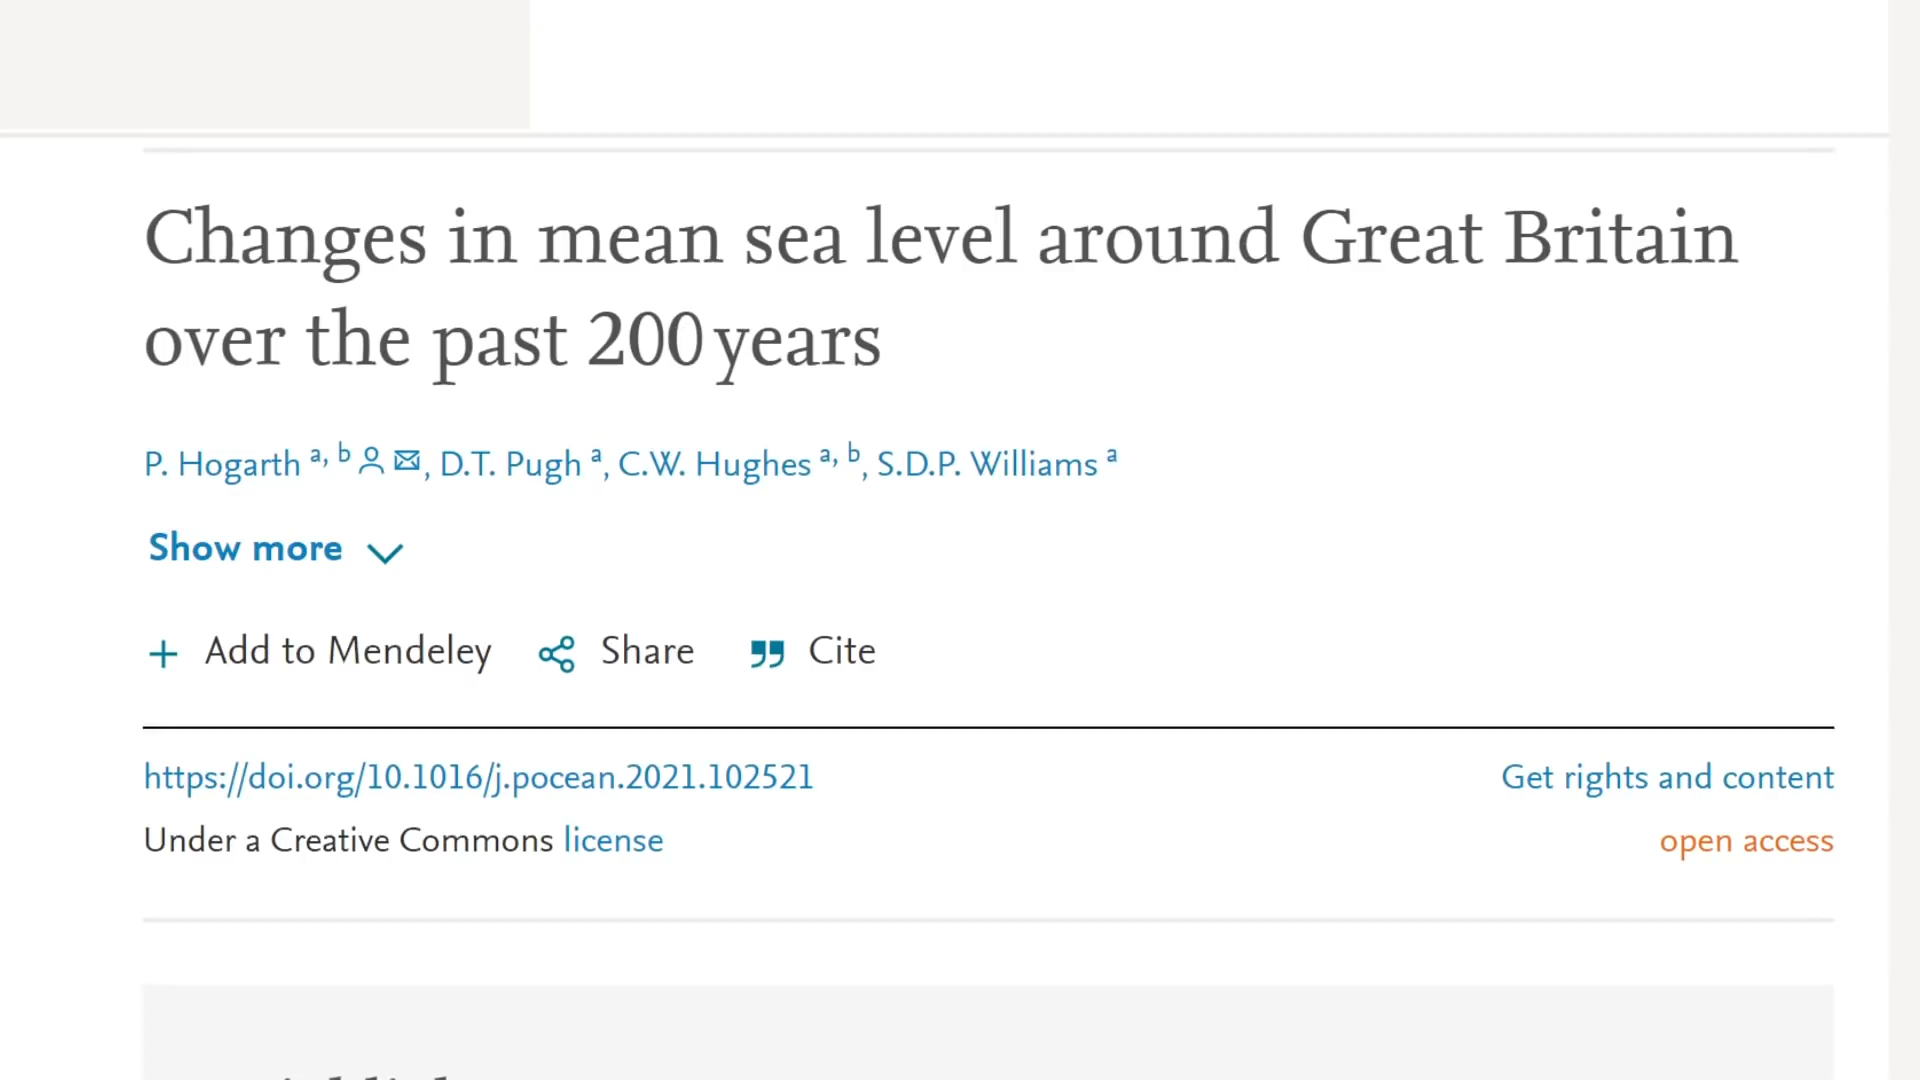 Changes in mean sea level around Great Britain
over the past 200 years
P. Hogarth a, b, D.T. Pugh a, C.W. Hughes a, b, S.D.P. Williams a
Show more
Add to Mendeley Share Cite
https://doi.org/10.1016/j.pocean.2021.102521 Get rights and content
Under a Creative Commons license open access